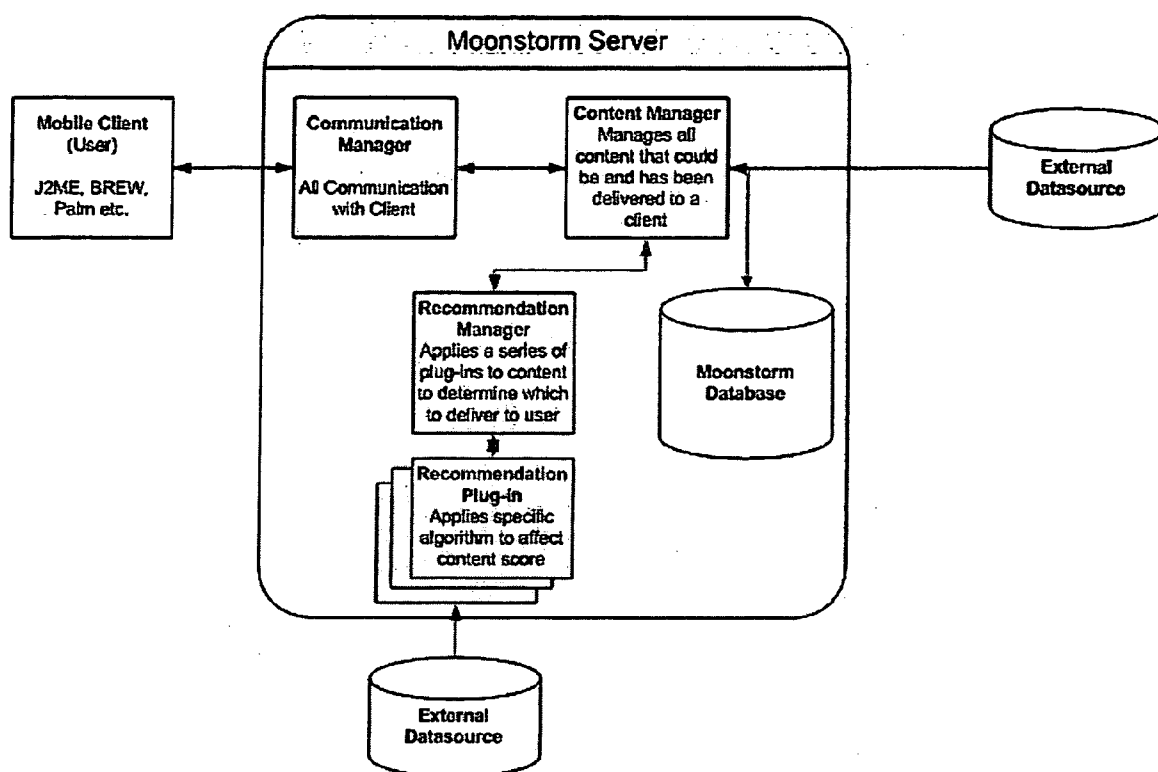 Moonstorm Server
Mobile Client
(User)
J2ME, BREW,
Palm etc.
Communication
Manager
All Communication
with Client
Content Manager
Manages all
content that could
be and has been
delivered to a
client
External
Datasource
Recommendation
Manager
Applies a series of
plug-ins to content
to determine which
to deliver to user
Moonstorm
Database
Recommendation
Plug-in
Applies specific
algorithm to affect
content score
External
Datasource